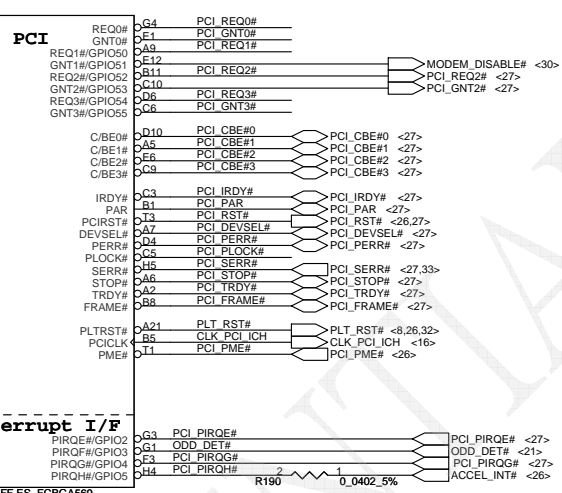 PCI
REQ0# G4 PCI_REQ0#
GNT0# E1 PCI_GNT0#
REQ1#/GPIO50 A9 PCI_REQ1#
GNT1#/GPIO51 E12 MODEM_DISABLE# <30>
REQ2#/GPIO52 B11 PCI_REQ2# PCI_REQ2# <27>
GNT2#/GPIO53 C10 PCI_GNT2# <27>
REQ3#/GPIO54 D6 PCI_REQ3#
GNT3#/GPIO55 C6 PCI_GNT3#
C/BE0# D10 PCI_CBE#0 PCI_CBE#0 <27>
C/BE1# A5 PCI_CBE#1 PCI_CBE#1 <27>
C/BE2# E6 PCI_CBE#2 PCI_CBE#2 <27>
C/BE3# C9 PCI_CBE#3 PCI_CBE#3 <27>
IRDY# C3 PCI_IRDY# PCI_IRDY# <27>
PAR B1 PCI_PAR PCI_PAR <27>
PCIRST# T3 PCI_RST# PCI_RST# <26,27>
DEVSEL# A7 PCI_DEVSEL# PCI_DEVSEL# <27>
PERR# D4 PCI_PERR# PCI_PERR# <27>
PLOCK# C5 PCI_PLOCK#
SERR# H5 PCI_SERR# PCI_SERR# <27,33>
STOP# A6 PCI_STOP# PCI_STOP# <27>
TRDY# A2 PCI_TRDY# PCI_TRDY# <27>
FRAME# B8 PCI_FRAME# PCI_FRAME# <27>
PLTRST# A21 PLT_RST# PLT_RST# <8,26,32>
PCICLK B5 CLK_PCI_ICH CLK_PCI_ICH <16>
PME# T1 PCI_PME# PCI_PME# <26>
errupt I/F
PIRQE#/GPIO2 G3 PCI_PIRQE# PCI_PIRQE# <27>
PIRQF#/GPIO3 G1 ODD_DET# ODD_DET# <21>
PIRQG#/GPIO4 F3 PCI_PIRQG# PCI_PIRQG# <27>
PIRQH#/GPIO5 H4 PCI_PIRQH# 2 1 ACCEL_INT# <26>
R190 0_0402_5%